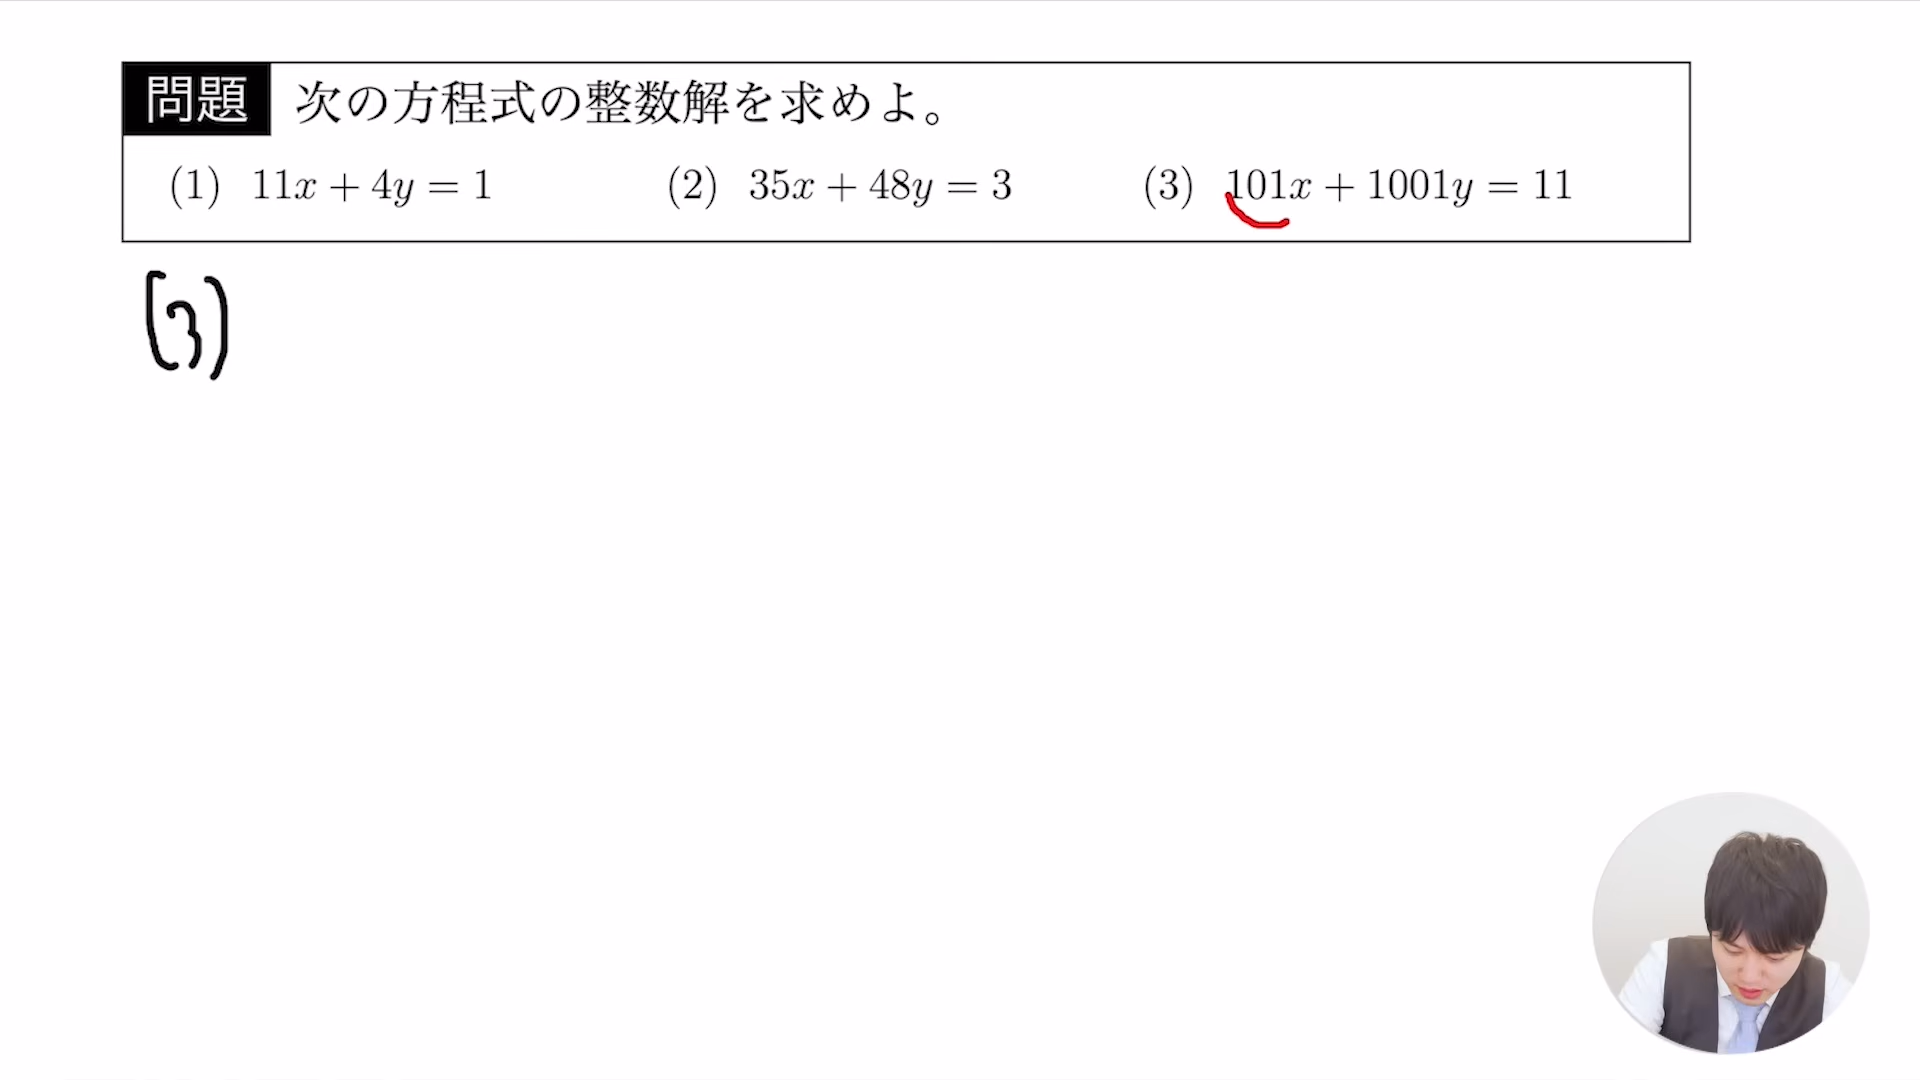 問題 次の方程式の整数解を求めよ。
(1) 11x + 4y = 1 (2) 35x + 48y = 3 (3) 101x + 1001y = 11
(3)